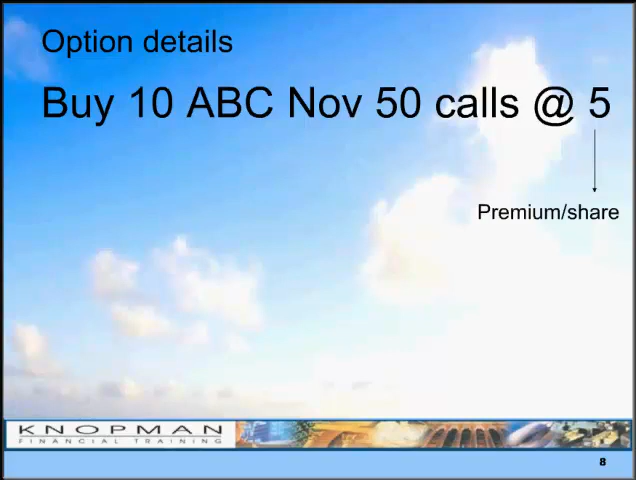 Option details
Buy 10 ABC Nov 50 calls @ 5
Premium/share
KNOPMAN
FINANCIAL TRAINING
8